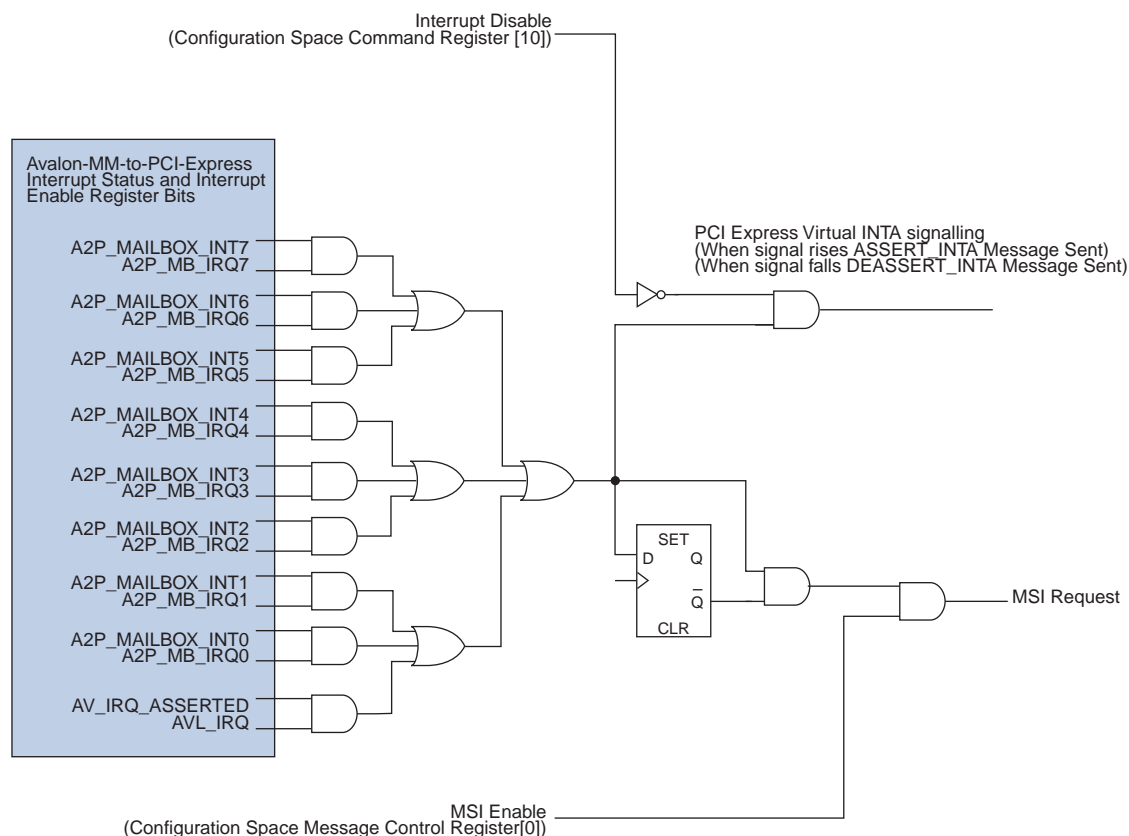 Interrupt Disable
(Configuration Space Command Register [10])
Avalon-MM-to-PCI-Express
Interrupt Status and Interrupt
Enable Register Bits
A2P_MAILBOX_INT7
A2P_MB_IRQ7
A2P_MAILBOX_INT6
A2P_MB_IRQ6
A2P_MAILBOX_INT5
A2P_MB_IRQ5
A2P_MAILBOX_INT4
A2P_MB_IRQ4
A2P_MAILBOX_INT3
A2P_MB_IRQ3
A2P_MAILBOX_INT2
A2P_MB_IRQ2
A2P_MAILBOX_INT1
A2P_MB_IRQ1
A2P_MAILBOX_INT0
A2P_MB_IRQ0
AV_IRQ_ASSERTED
AVL_IRQ
PCI Express Virtual INTA signalling
(When signal rises ASSERT_INTA Message Sent)
(When signal falls DEASSERT_INTA Message Sent)
SET
D Q
Q̅
CLR
MSI Request
MSI Enable
(Configuration Space Message Control Register[0])